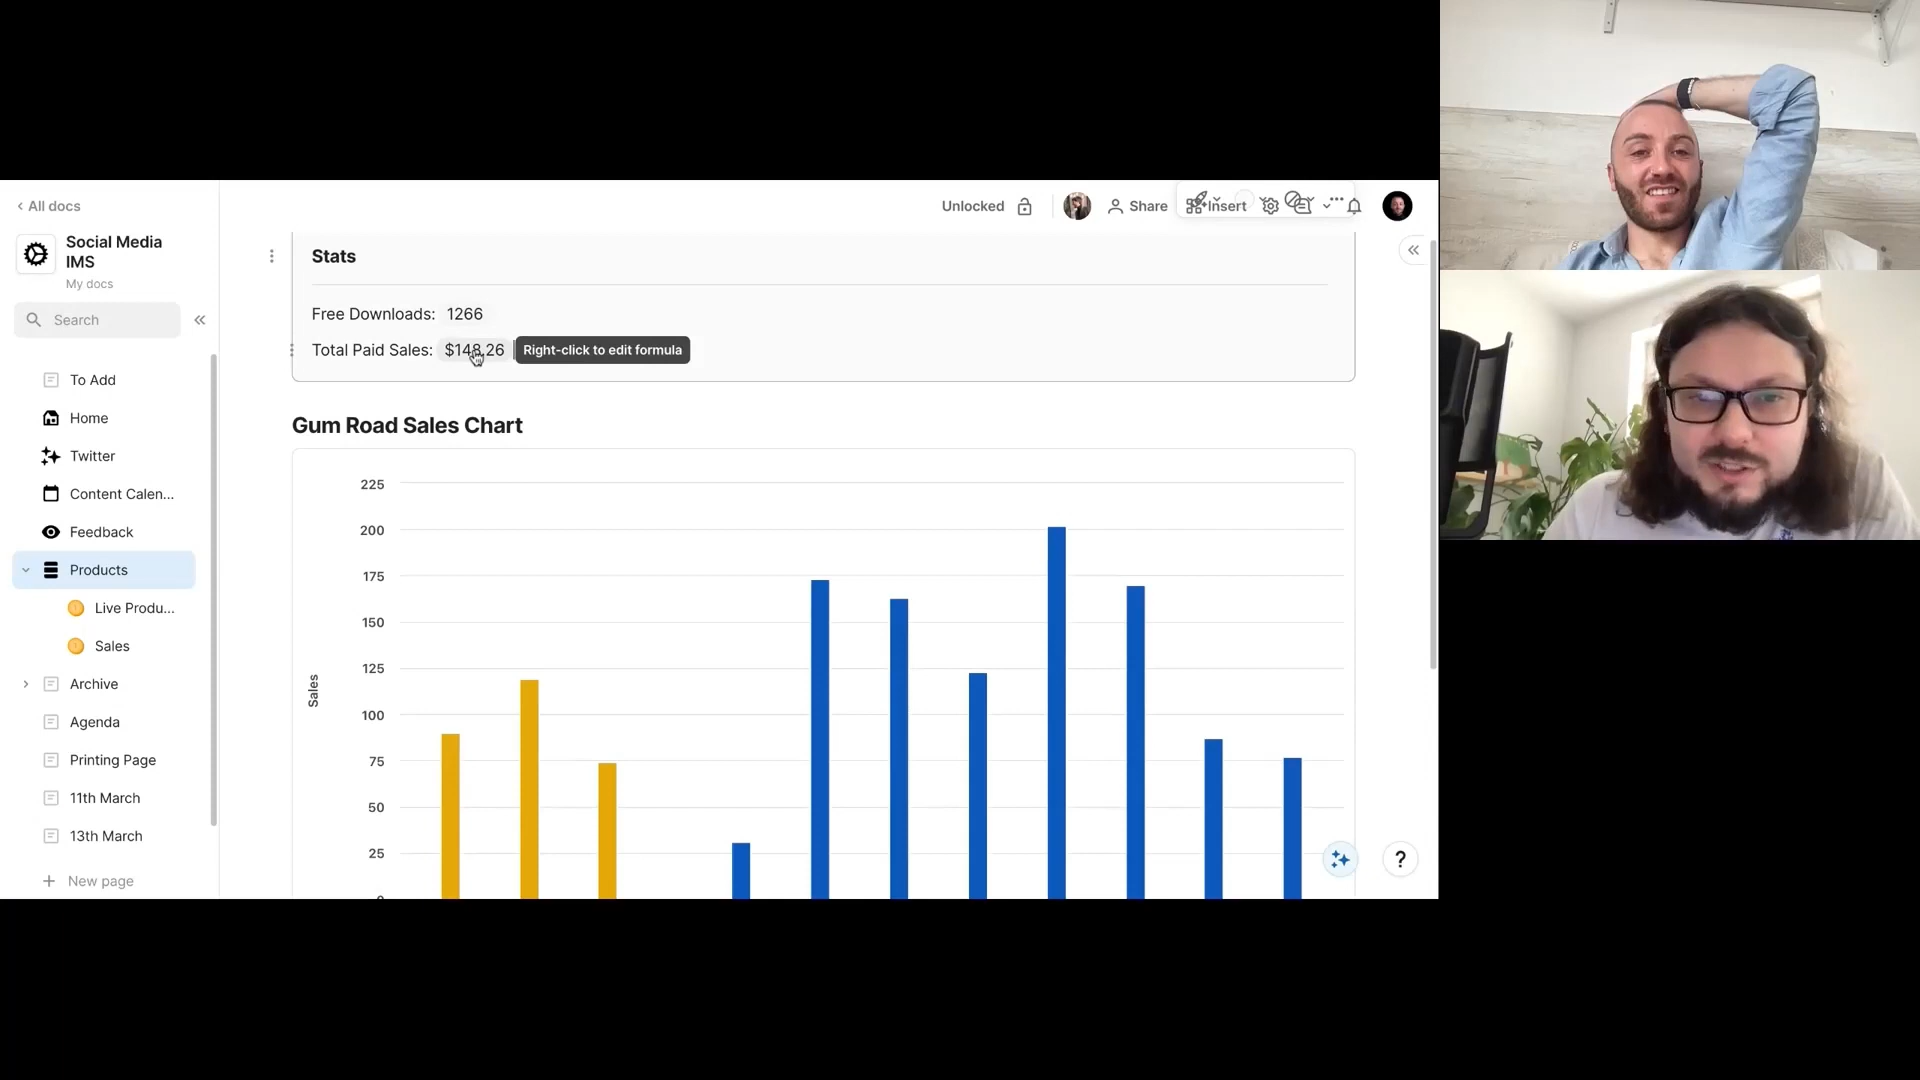 All docs
Social Media
IMS
My docs
Search
To Add
Home
Twitter
Content Calen...
Feedback
Products
Live Produ...
Sales
Archive
Agenda
Printing Page
11th March
13th March
New page
Unlocked
Share
Insert
Stats
Free Downloads: 1266
Total Paid Sales: $148.26
Right-click to edit formula
Gum Road Sales Chart
225
200
175
150
125
100
75
50
25
0
Sales
?